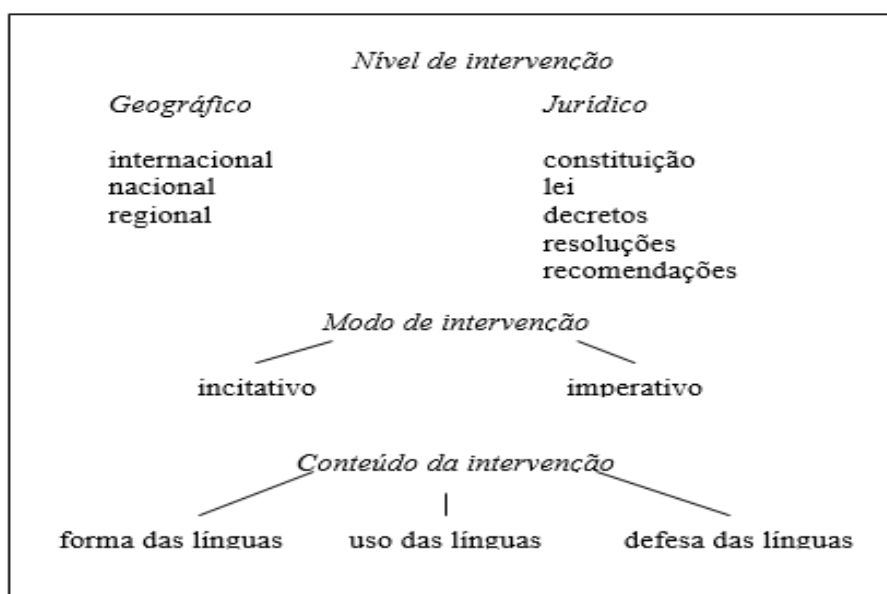 Nível de intervenção
Geográfico Jurídico
internacional constituição
nacional lei
regional decretos
resoluções
recomendações
Modo de intervenção
incitativo imperativo
Conteúdo da intervenção
forma das línguas uso das línguas defesa das línguas